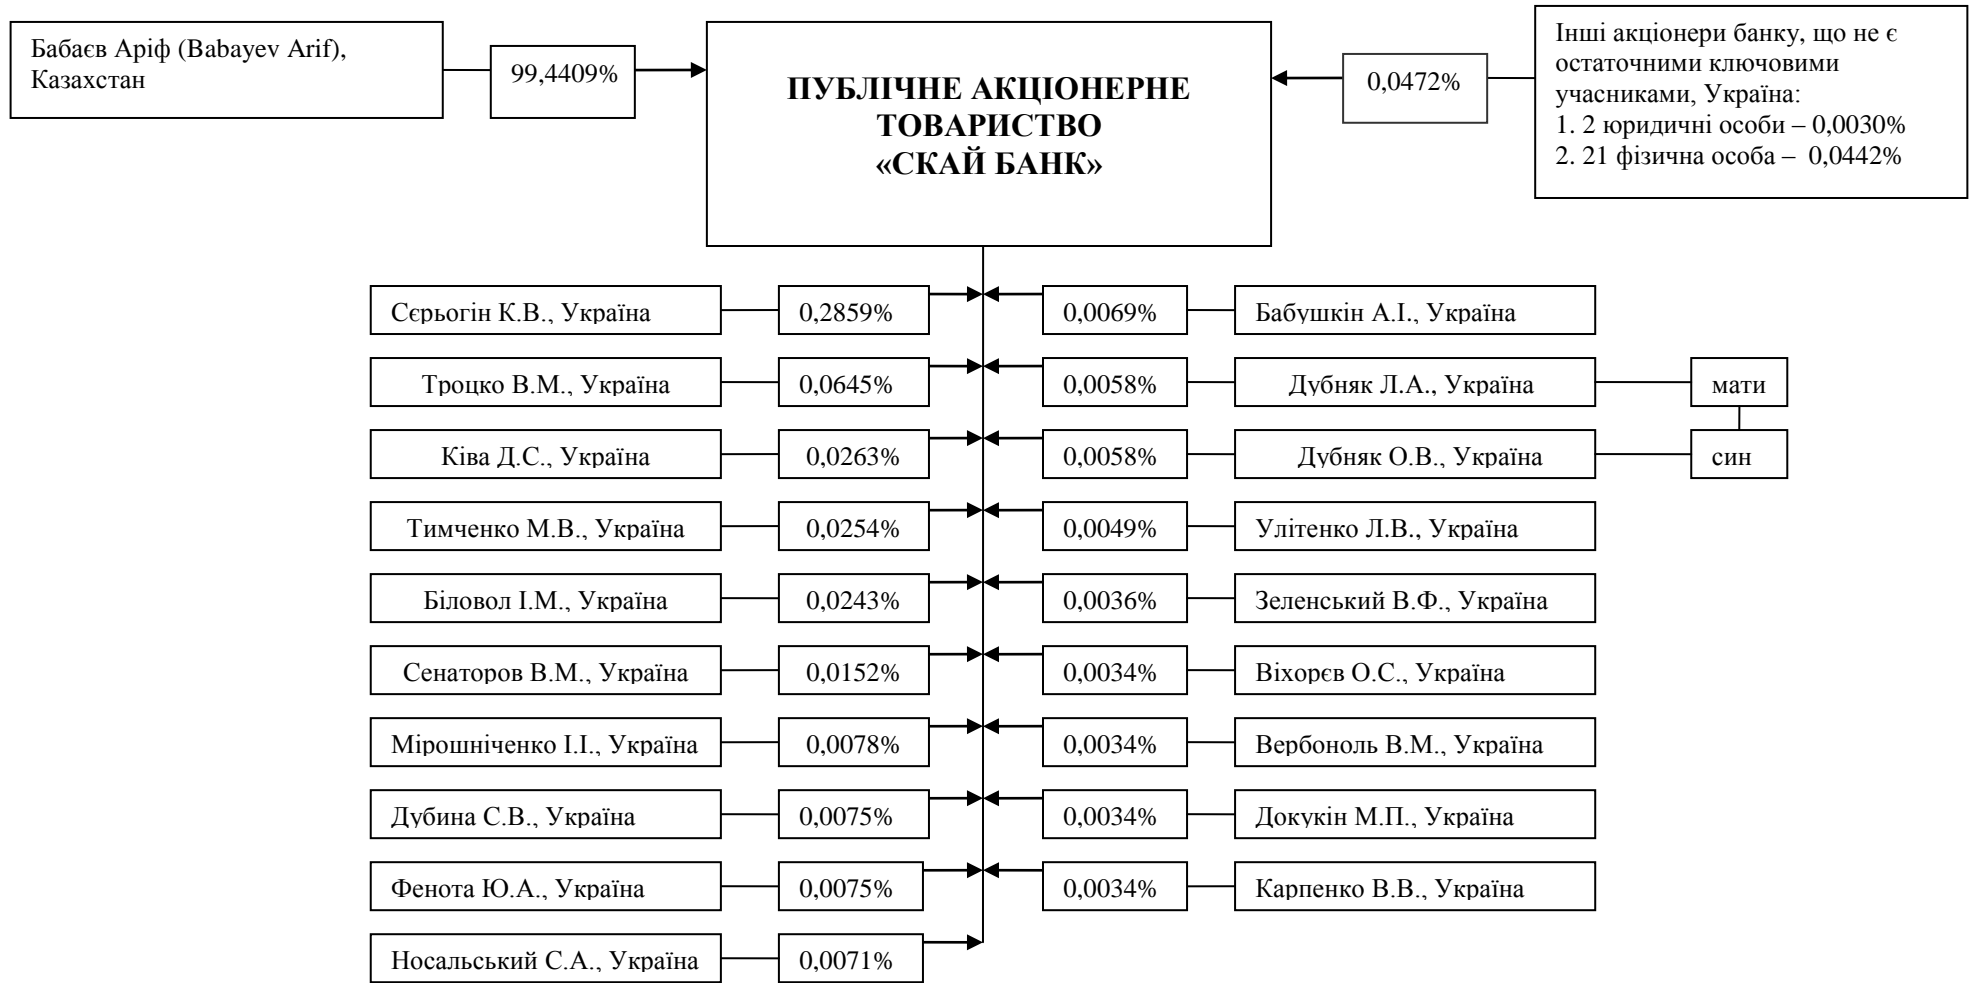 Бабаєв Аріф (Babayev Arif),
Казахстан
99,4409%
ПУБЛІЧНЕ АКЦІОНЕРНЕ
ТОВАРИСТВО
«СКАЙ БАНК»
0,0472%
Інші акціонери банку, що не є
остаточними ключовими
учасниками, Україна:
1. 2 юридичні особи – 0,0030%
2. 21 фізична особа – 0,0442%
Сєрьогін К.В., Україна 0,2859% 0,0069% Бабушкін А.І., Україна
Троцко В.М., Україна 0,0645% 0,0058% Дубняк Л.А., Україна мати
Ківа Д.С., Україна 0,0263% 0,0058% Дубняк О.В., Україна син
Тимченко М.В., Україна 0,0254% 0,0049% Улітенко Л.В., Україна
Біловол І.М., Україна 0,0243% 0,0036% Зеленський В.Ф., Україна
Сенаторов В.М., Україна 0,0152% 0,0034% Віхорєв О.С., Україна
Мірошніченко І.І., Україна 0,0078% 0,0034% Вербоноль В.М., Україна
Дубина С.В., Україна 0,0075% 0,0034% Докукін М.П., Україна
Фенота Ю.А., Україна 0,0075% 0,0034% Карпенко В.В., Україна
Носальський С.А., Україна 0,0071%